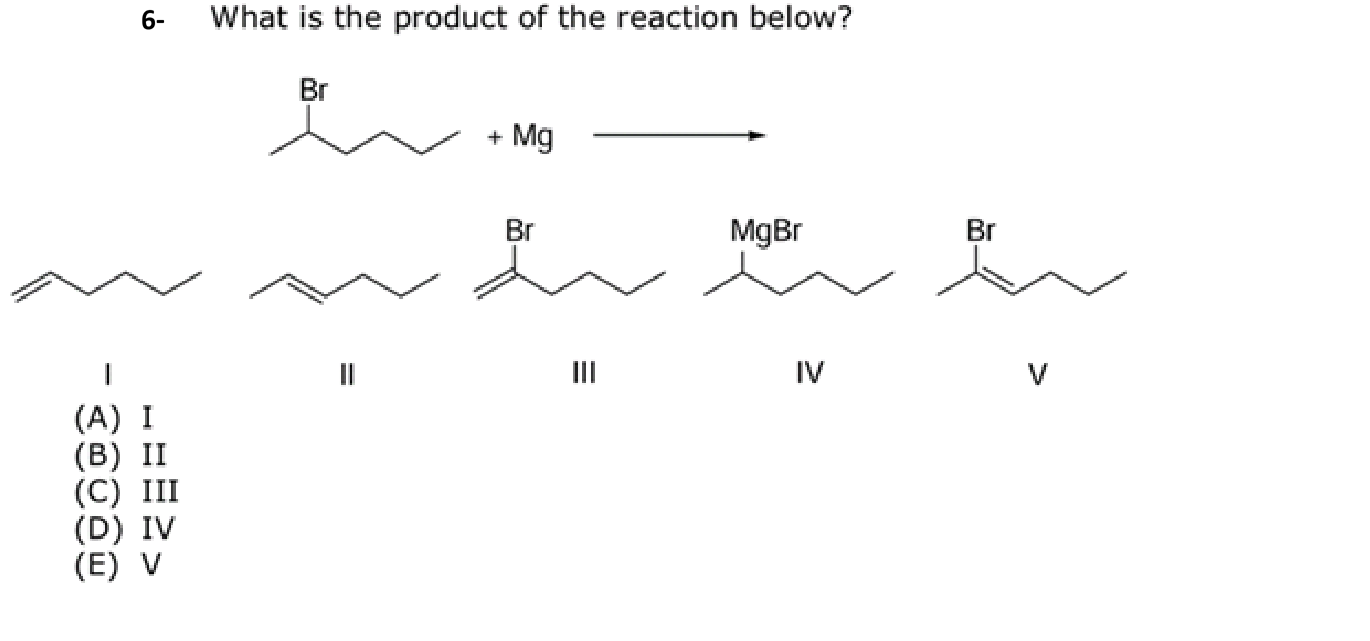 6- What is the product of the reaction below?
Br
+ Mg
Br MgBr Br
I II III IV V
(A) I
(B) II
(C) III
(D) IV
(E) V